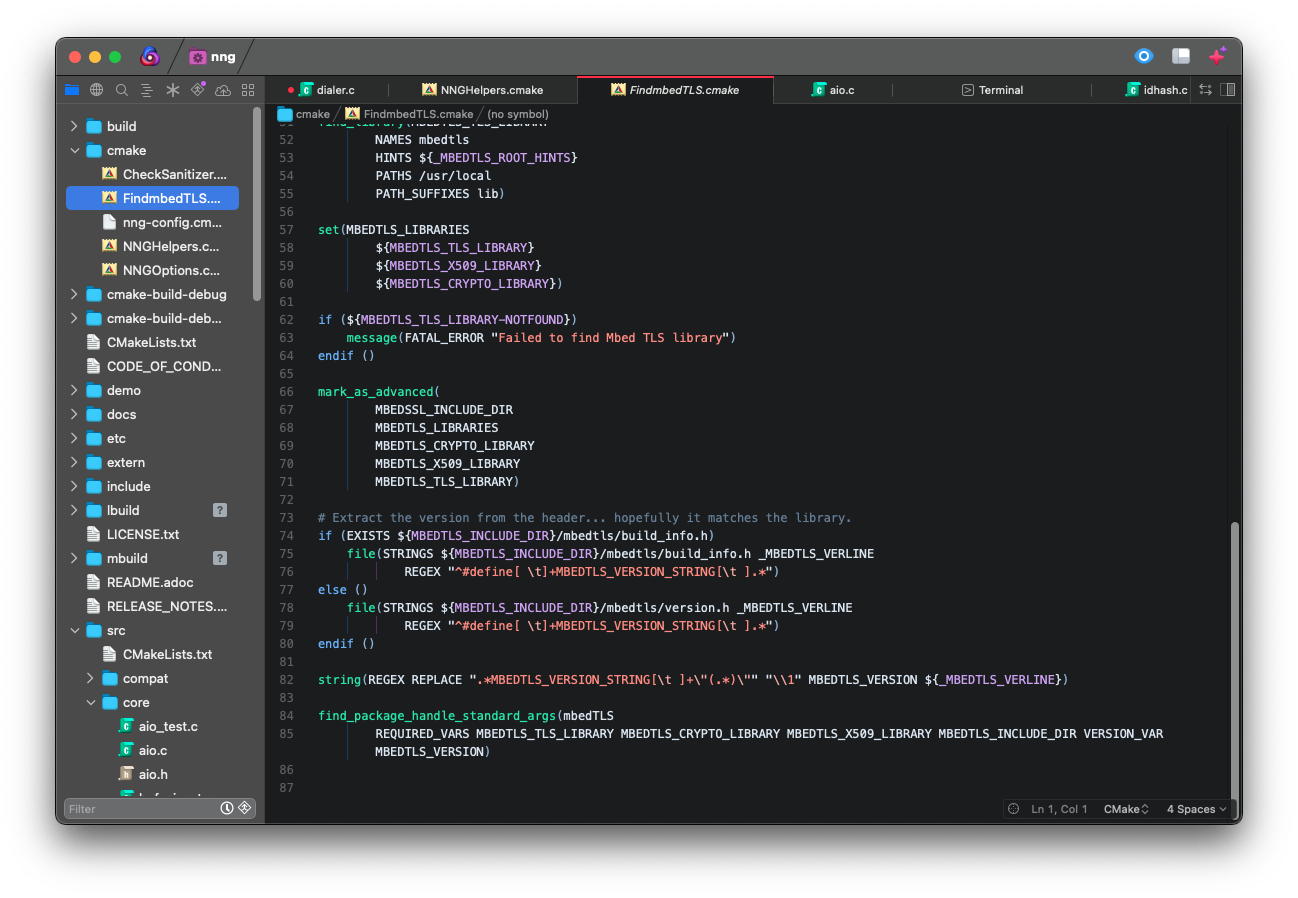 nng
dialer.c
NNGHelpers.cmake
FindmbedTLS.cmake
aio.c
Terminal
idhash.c
cmake
FindmbedTLS.cmake
(no symbol)
build
cmake
CheckSanitizer....
FindmbedTLS....
nng-config.cm...
NNGHelpers.c...
NNGOptions.c...
cmake-build-debug
cmake-build-deb...
CMakeLists.txt
CODE_OF_COND...
demo
docs
etc
extern
include
lbuild ?
LICENSE.txt
mbuild ?
README.adoc
RELEASE_NOTES....
src
CMakeLists.txt
compat
core
aio_test.c
aio.c
aio.h
Filter
52 NAMES mbedtls
53 HINTS ${_MBEDTLS_ROOT_HINTS}
54 PATHS /usr/local
55 PATH_SUFFIXES lib)
56
57 set(MBEDTLS_LIBRARIES
58 ${MBEDTLS_TLS_LIBRARY}
59 ${MBEDTLS_X509_LIBRARY}
60 ${MBEDTLS_CRYPTO_LIBRARY})
61
62 if (${MBEDTLS_TLS_LIBRARY-NOTFOUND})
63 message(FATAL_ERROR "Failed to find Mbed TLS library")
64 endif ()
65
66 mark_as_advanced(
67 MBEDSSL_INCLUDE_DIR
68 MBEDTLS_LIBRARIES
69 MBEDTLS_CRYPTO_LIBRARY
70 MBEDTLS_X509_LIBRARY
71 MBEDTLS_TLS_LIBRARY)
72
73 # Extract the version from the header... hopefully it matches the library.
74 if (EXISTS ${MBEDTLS_INCLUDE_DIR}/mbedtls/build_info.h)
75 file(STRINGS ${MBEDTLS_INCLUDE_DIR}/mbedtls/build_info.h _MBEDTLS_VERLINE
76 REGEX "^#define[ \t]+MBEDTLS_VERSION_STRING[\t ].*")
77 else ()
78 file(STRINGS ${MBEDTLS_INCLUDE_DIR}/mbedtls/version.h _MBEDTLS_VERLINE
79 REGEX "^#define[ \t]+MBEDTLS_VERSION_STRING[\t ].*")
80 endif ()
81
82 string(REGEX REPLACE ".*MBEDTLS_VERSION_STRING[\t ]+\"(.*)\"" "\\1" MBEDTLS_VERSION ${_MBEDTLS_VERLINE})
83
84 find_package_handle_standard_args(mbedTLS
85 REQUIRED_VARS MBEDTLS_TLS_LIBRARY MBEDTLS_CRYPTO_LIBRARY MBEDTLS_X509_LIBRARY MBEDTLS_INCLUDE_DIR VERSION_VAR
MBEDTLS_VERSION)
86
87
Ln 1, Col 1 CMake 4 Spaces